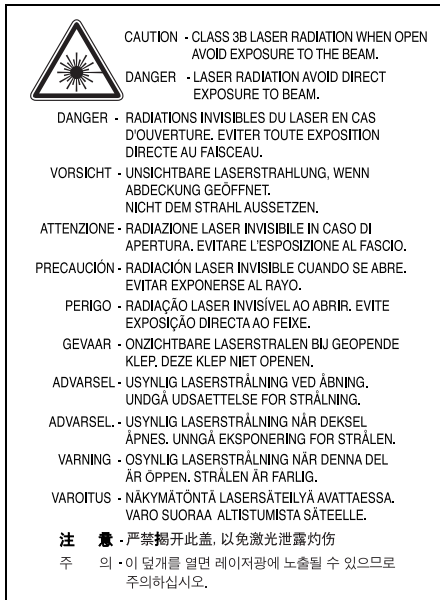 CAUTION - CLASS 3B LASER RADIATION WHEN OPEN
AVOID EXPOSURE TO THE BEAM.
DANGER - LASER RADIATION AVOID DIRECT
EXPOSURE TO BEAM.
DANGER - RADIATIONS INVISIBLES DU LASER EN CAS
D'OUVERTURE. EVITER TOUTE EXPOSITION
DIRECTE AU FAISCEAU.
VORSICHT - UNSICHTBARE LASERSTRAHLUNG, WENN
ABDECKUNG GEÖFFNET.
NICHT DEM STRAHL AUSSETZEN.
ATTENZIONE - RADIAZIONE LASER INVISIBILE IN CASO DI
APERTURA. EVITARE L'ESPOSIZIONE AL FASCIO.
PRECAUCIÓN - RADIACIÓN LASER INVISIBLE CUANDO SE ABRE.
EVITAR EXPONERSE AL RAYO.
PERIGO - RADIAÇÃO LASER INVISÍVEL AO ABRIR. EVITE
EXPOSIÇÃO DIRECTA AO FEIXE.
GEVAAR - ONZICHTBARE LASERSTRALEN BIJ GEOPENDE
KLEP. DEZE KLEP NIET OPENEN.
ADVARSEL - USYNLIG LASERSTRÅLNING VED ÅBNING.
UNDGÅ UDSAETTELSE FOR STRÅLNING.
ADVARSEL. - USYNLIG LASERSTRÅLNING NÅR DEKSEL
ÅPNES. UNNGÅ EKSPONERING FOR STRÅLEN.
VARNING - OSYNLIG LASERSTRÅLNING NÄR DENNA DEL
ÄR ÖPPEN. STRÅLEN ÄR FARLIG.
VAROITUS - NÄKYMÄTÖNTÄ LASERSÄTEILYÄ AVATTAESSA.
VARO SUORAA ALTISTUMISTA SÄTEELLE.
注 意 - 严禁揭开此盖, 以免激光泄露灼伤
주 의 - 이 덮개를 열면 레이저광에 노출될 수 있으므로
주의하십시오.